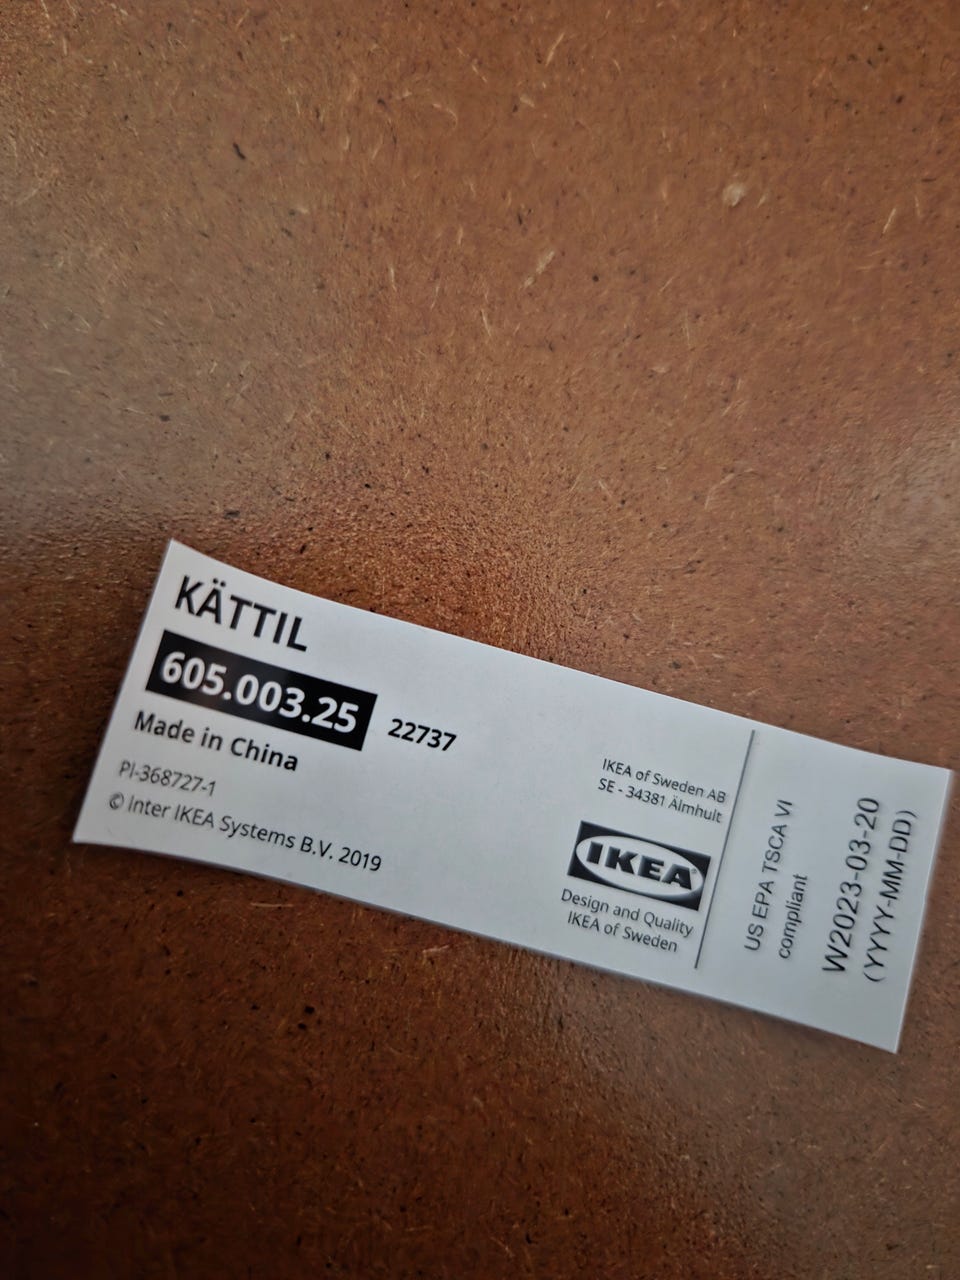 KÄTTIL
605.003.25 22737
Made in China
PI-368727-1
© Inter IKEA Systems B.V. 2019
IKEA of Sweden AB
SE - 34381 Älmhult
IKEA
Design and Quality
IKEA of Sweden
US EPA TSCA VI
compliant
W2023-03-20
(YYYY-MM-DD)